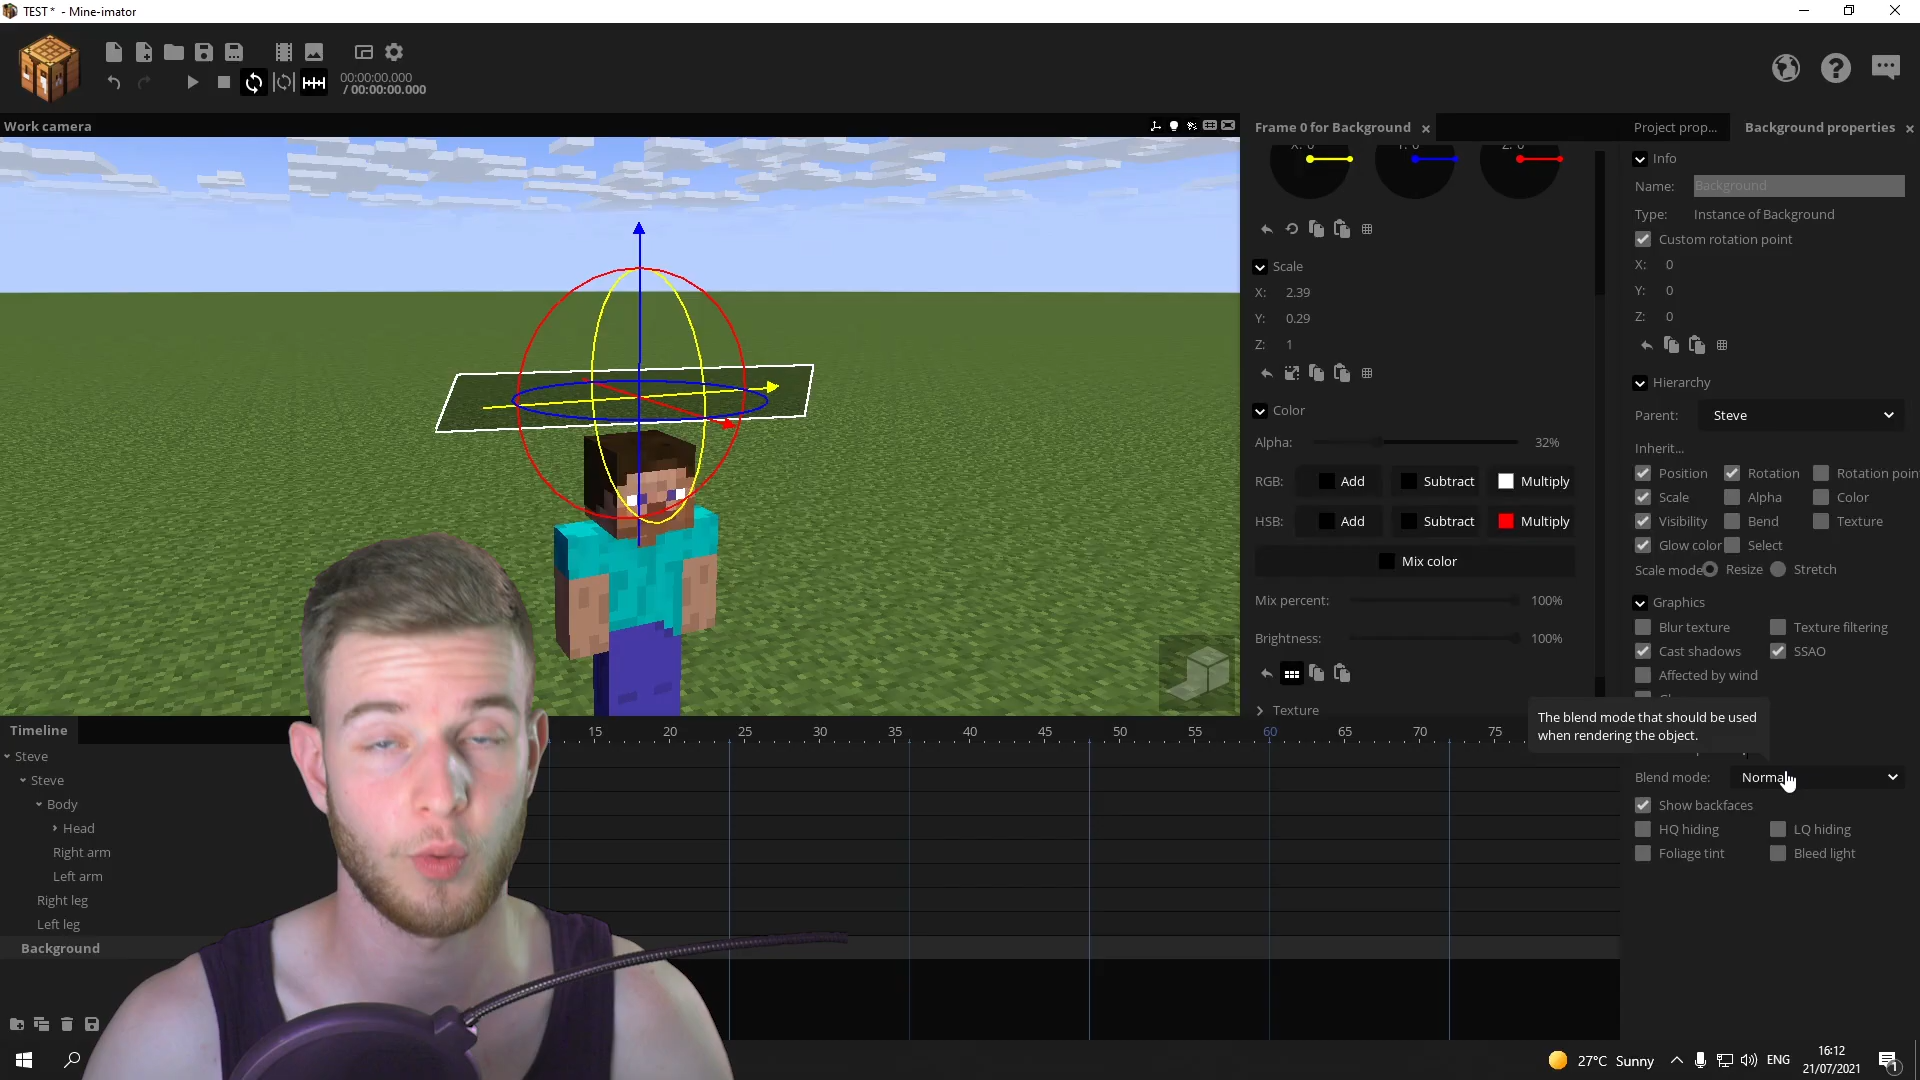 TEST * - Mine-imator
00:00:00.000
/ 00:00:00.000
Work camera
Frame 0 for Background
Project prop...
Background properties
Info
Name: Background
Type: Instance of Background
Custom rotation point
X: 0
Y: 0
Z: 0
Scale
X: 2.39
Y: 0.29
Z: 1
Color
Alpha: 32%
RGB: Add Subtract Multiply
HSB: Add Subtract Multiply
Mix color
Mix percent: 100%
Brightness: 100%
Texture
Hierarchy
Parent: Steve
Inherit...
Position Rotation Rotation poin
Scale Alpha Color
Visibility Bend Texture
Glow color Select
Scale mode Resize Stretch
Graphics
Blur texture Texture filtering
Cast shadows SSAO
Affected by wind
The blend mode that should be used
when rendering the object.
Blend mode: Norma
Show backfaces
HQ hiding LQ hiding
Foliage tint Bleed light
Timeline
15 20 25 30 35 40 45 50 55 60 65 70 75
Steve
Steve
Body
Head
Right arm
Left arm
Right leg
Left leg
Background
27°C Sunny
ENG
16:12
21/07/2021
1